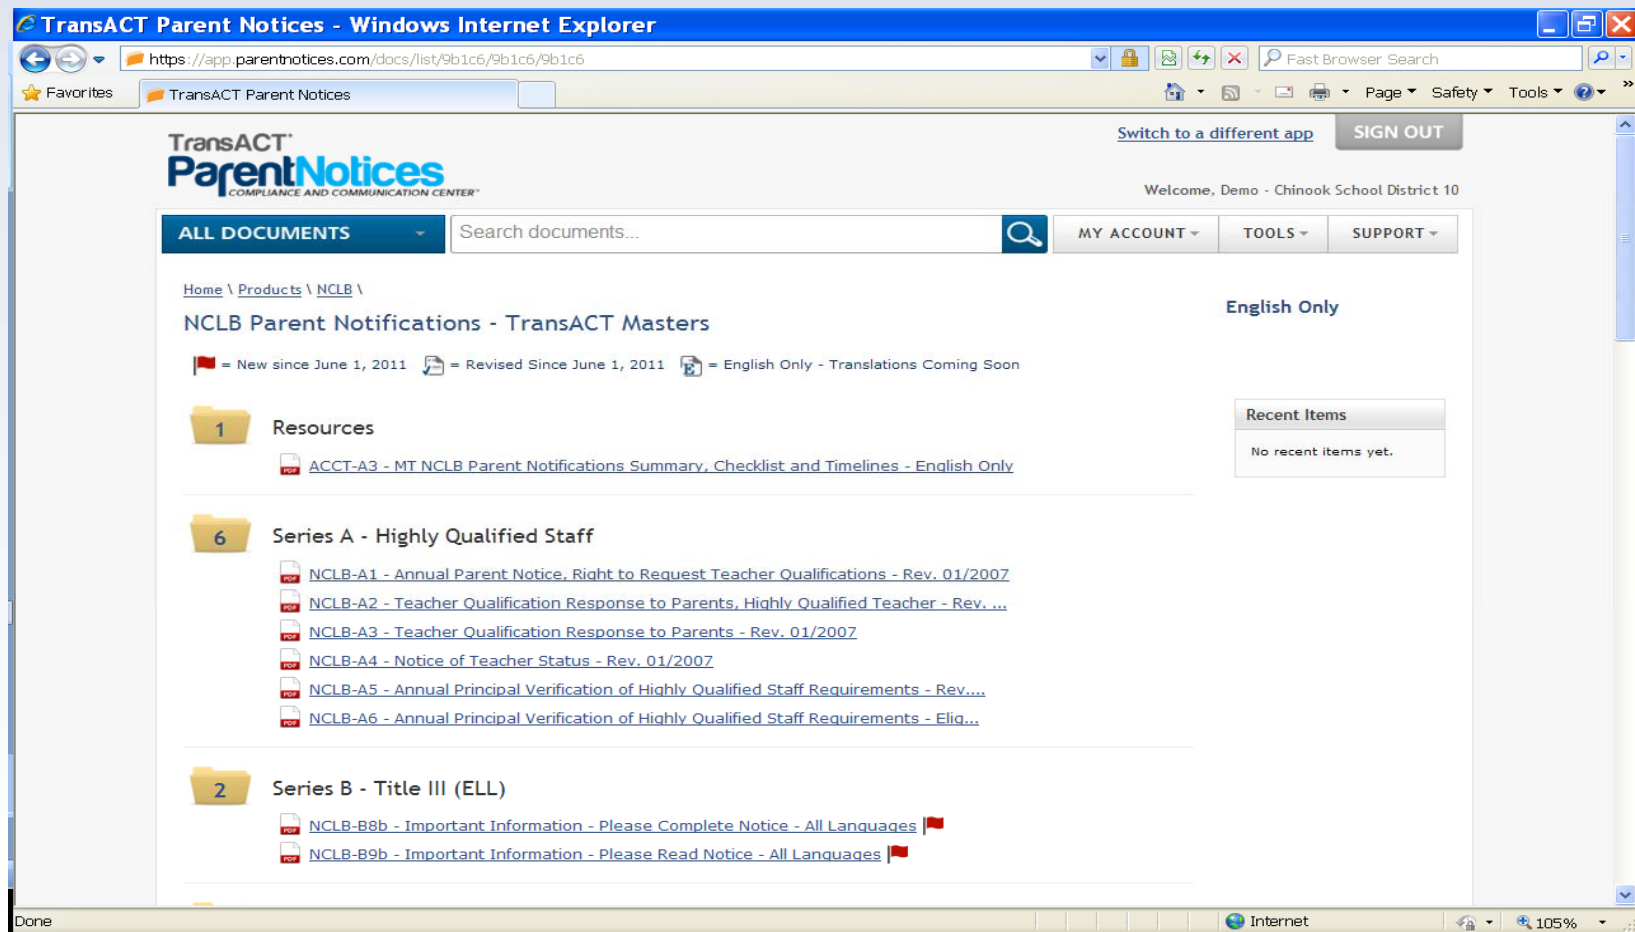 TransACT Parent Notices - Windows Internet Explorer
https://app.parentnotices.com/docs/list/9b1c6/9b1c6/9b1c6
Fast Browser Search
Favorites
TransACT Parent Notices
Page
Safety
Tools
Switch to a different app
SIGN OUT
TransACT
ParentNotices
COMPLIANCE AND COMMUNICATION CENTER
Welcome, Demo - Chinook School District 10
ALL DOCUMENTS
Search documents...
MY ACCOUNT
TOOLS
SUPPORT
Home \ Products \ NCLB \
English Only
NCLB Parent Notifications - TransACT Masters
= New since June 1, 2011
= Revised Since June 1, 2011
= English Only - Translations Coming Soon
Recent Items
No recent items yet.
1
Resources
PDF
ACCT-A3 - MT NCLB Parent Notifications Summary, Checklist and Timelines - English Only
6
Series A - Highly Qualified Staff
PDF
NCLB-A1 - Annual Parent Notice, Right to Request Teacher Qualifications - Rev. 01/2007
PDF
NCLB-A2 - Teacher Qualification Response to Parents, Highly Qualified Teacher - Rev. ...
PDF
NCLB-A3 - Teacher Qualification Response to Parents - Rev. 01/2007
PDF
NCLB-A4 - Notice of Teacher Status - Rev. 01/2007
PDF
NCLB-A5 - Annual Principal Verification of Highly Qualified Staff Requirements - Rev....
PDF
NCLB-A6 - Annual Principal Verification of Highly Qualified Staff Requirements - Elig...
2
Series B - Title III (ELL)
PDF
NCLB-B8b - Important Information - Please Complete Notice - All Languages
PDF
NCLB-B9b - Important Information - Please Read Notice - All Languages
Done
Internet
105%